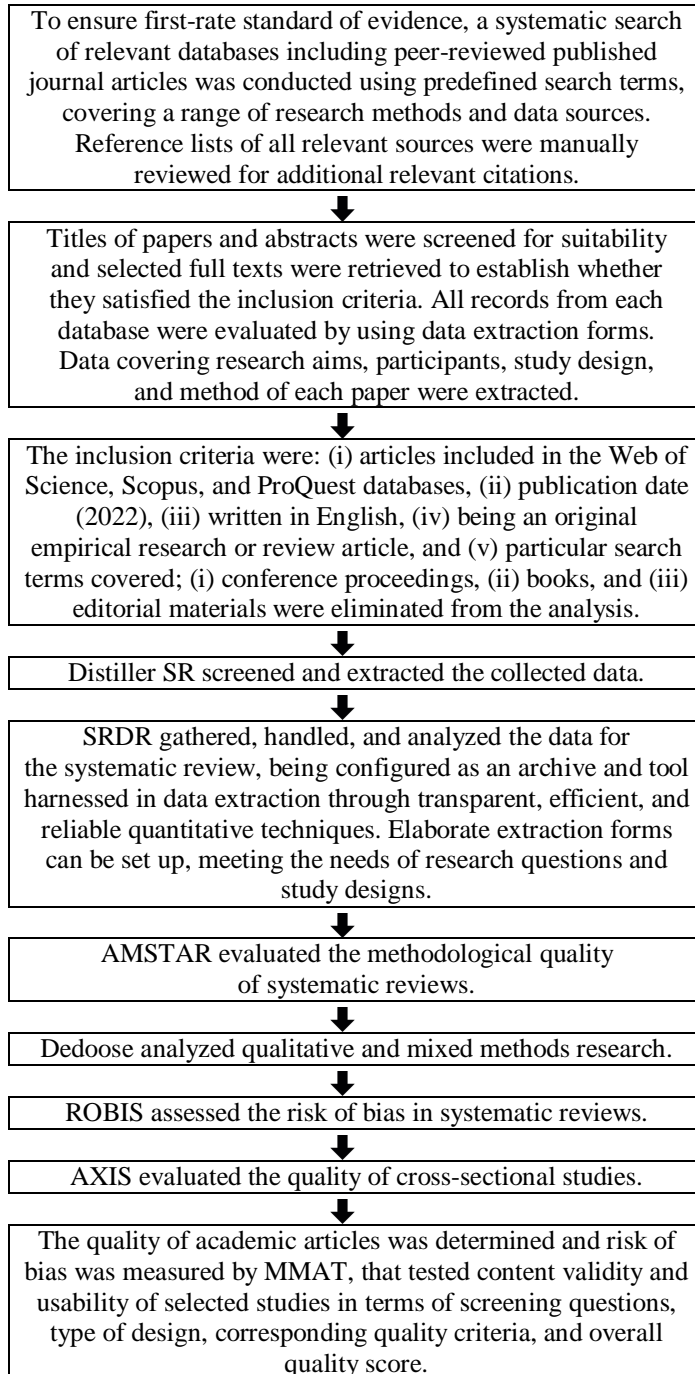 To ensure first-rate standard of evidence, a systematic search
of relevant databases including peer-reviewed published
journal articles was conducted using predefined search terms,
covering a range of research methods and data sources.
Reference lists of all relevant sources were manually
reviewed for additional relevant citations.
Titles of papers and abstracts were screened for suitability
and selected full texts were retrieved to establish whether
they satisfied the inclusion criteria. All records from each
database were evaluated by using data extraction forms.
Data covering research aims, participants, study design,
and method of each paper were extracted.
The inclusion criteria were: (i) articles included in the Web of
Science, Scopus, and ProQuest databases, (ii) publication date
(2022), (iii) written in English, (iv) being an original
empirical research or review article, and (v) particular search
terms covered; (i) conference proceedings, (ii) books, and (iii)
editorial materials were eliminated from the analysis.
Distiller SR screened and extracted the collected data.
SRDR gathered, handled, and analyzed the data for
the systematic review, being configured as an archive and tool
harnessed in data extraction through transparent, efficient, and
reliable quantitative techniques. Elaborate extraction forms
can be set up, meeting the needs of research questions and
study designs.
AMSTAR evaluated the methodological quality
of systematic reviews.
Dedoose analyzed qualitative and mixed methods research.
ROBIS assessed the risk of bias in systematic reviews.
AXIS evaluated the quality of cross-sectional studies.
The quality of academic articles was determined and risk of
bias was measured by MMAT, that tested content validity and
usability of selected studies in terms of screening questions,
type of design, corresponding quality criteria, and overall
quality score.